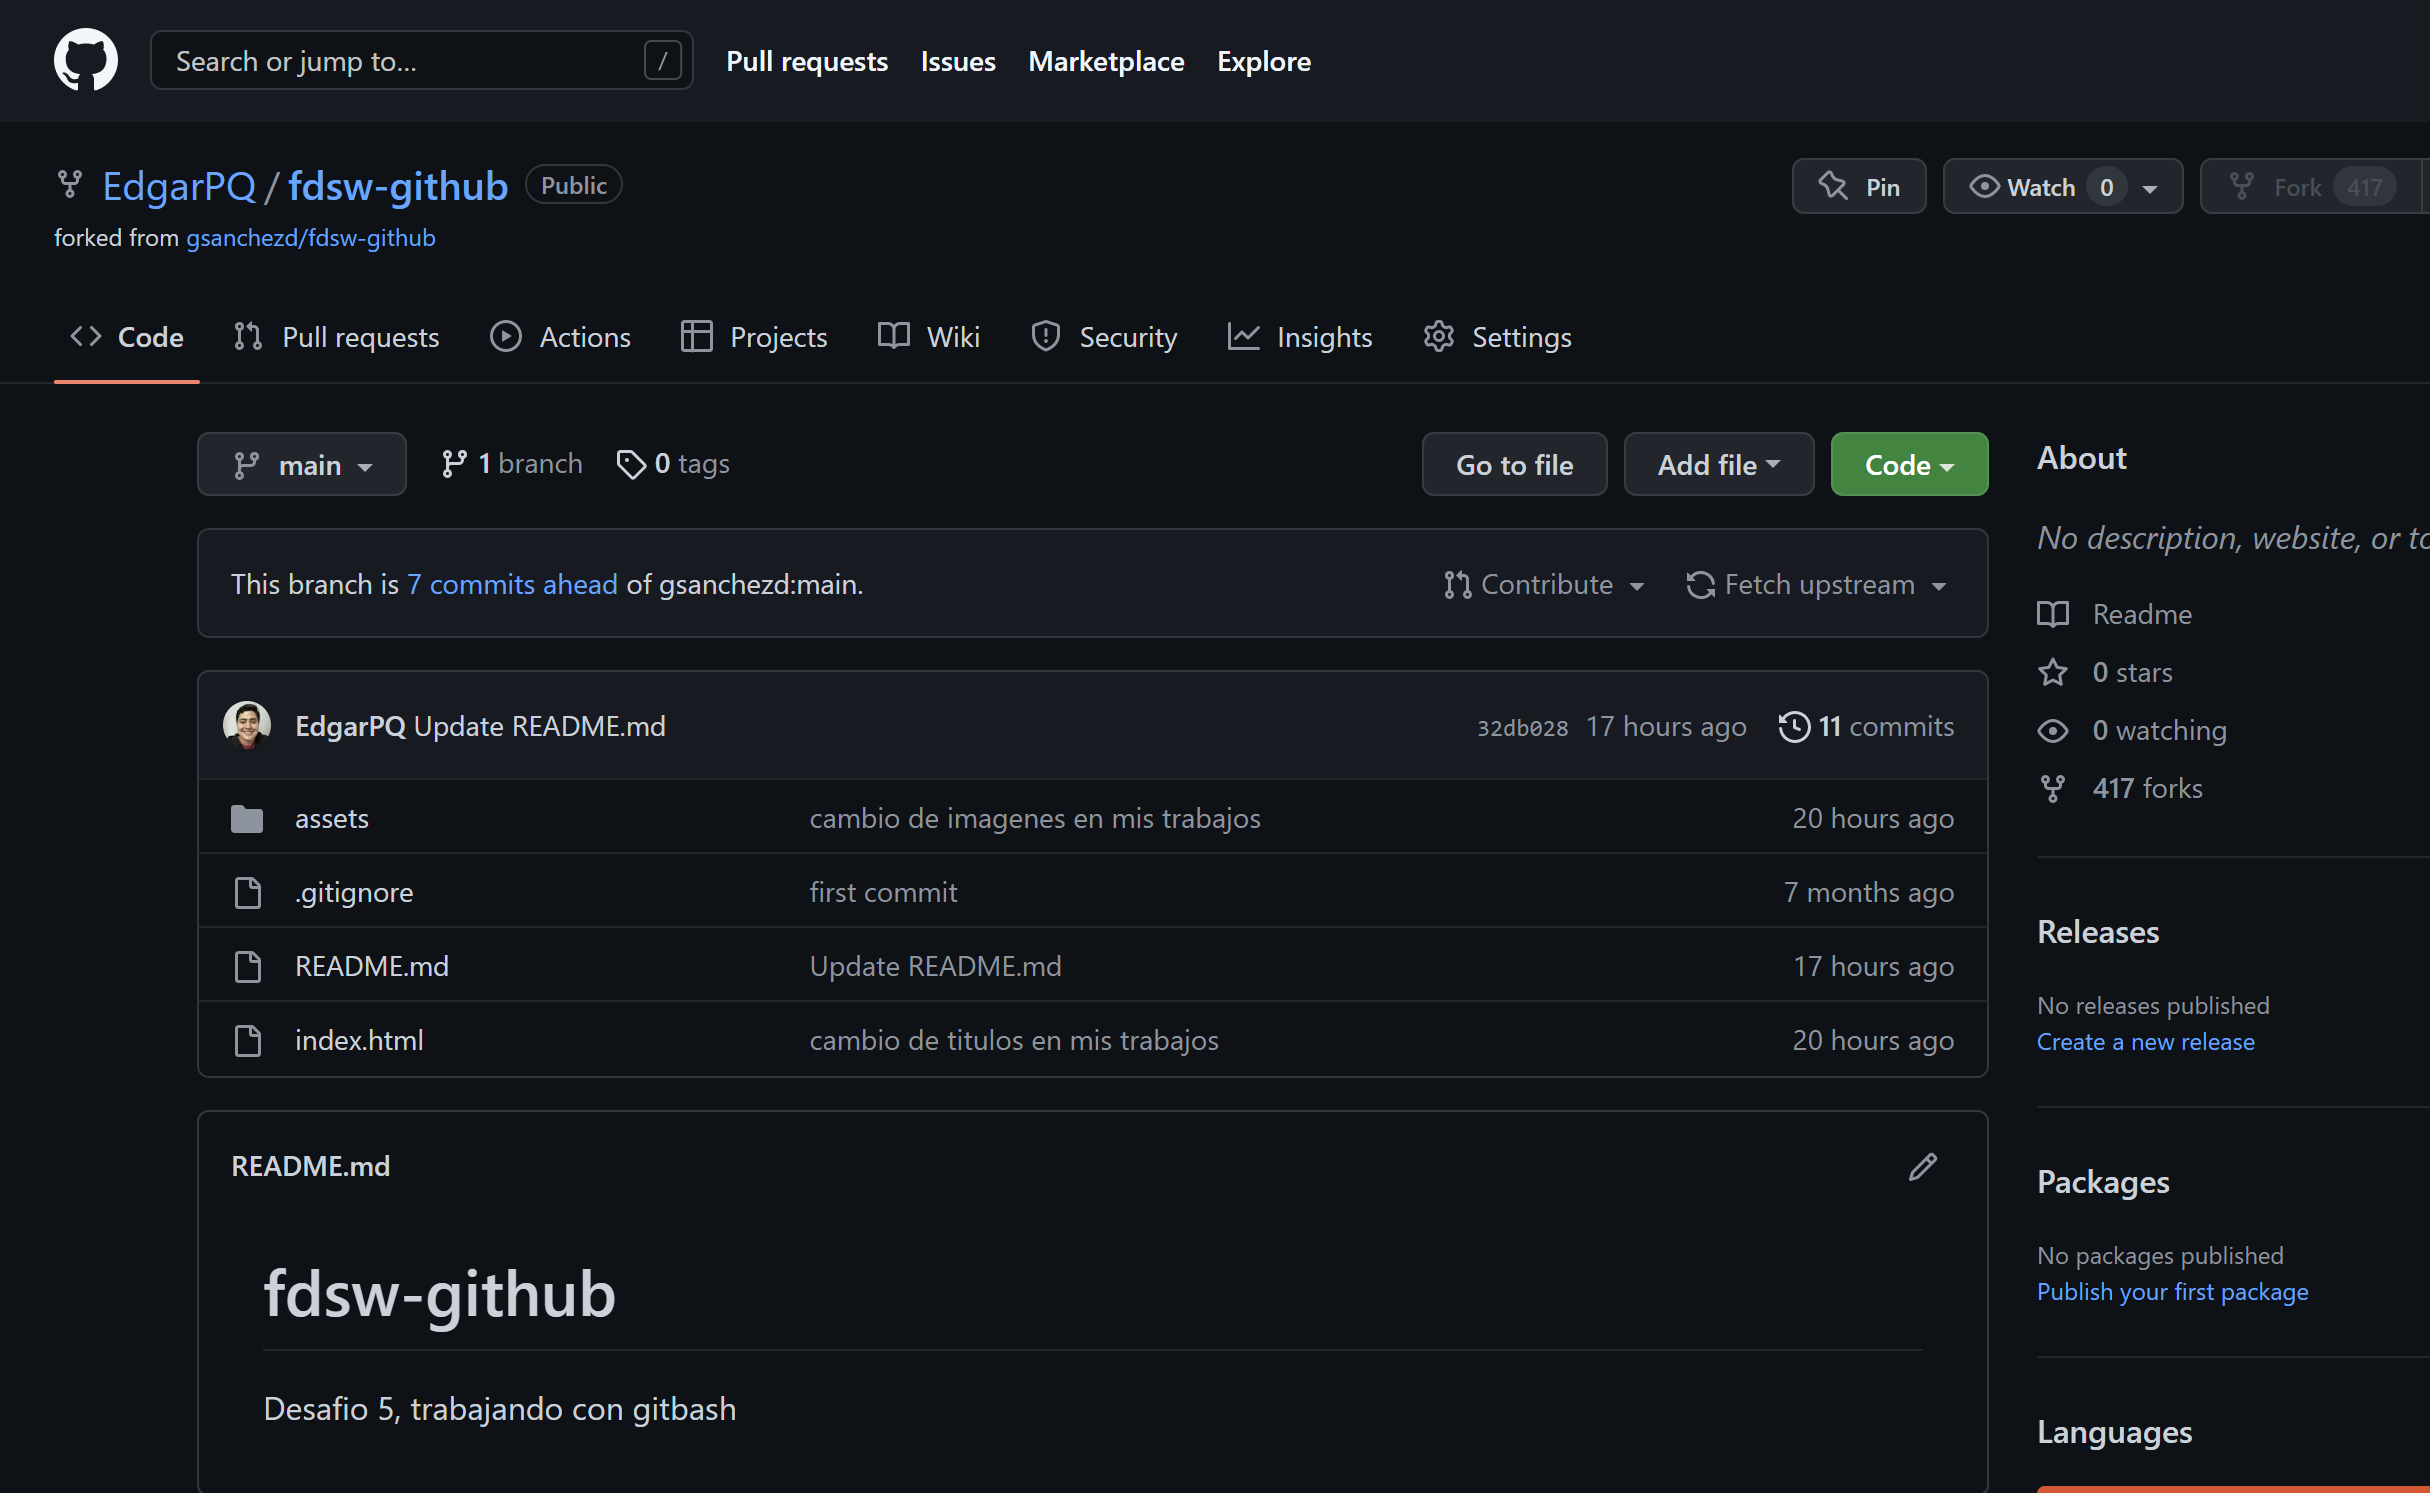 Search or jump to... /
Pull requests Issues Marketplace Explore
EdgarPQ / fdsw-github Public
Pin Watch 0 Fork 417
forked from gsanchezd/fdsw-github
Code Pull requests Actions Projects Wiki Security Insights Settings
main 1 branch 0 tags
Go to file Add file Code
About
No description, website, or
This branch is 7 commits ahead of gsanchezd:main.
Contribute Fetch upstream
Readme
0 stars
0 watching
417 forks
EdgarPQ Update README.md 32db028 17 hours ago 11 commits
assets cambio de imagenes en mis trabajos 20 hours ago
.gitignore first commit 7 months ago
README.md Update README.md 17 hours ago
index.html cambio de titulos en mis trabajos 20 hours ago
Releases
No releases published
Create a new release
Packages
No packages published
Publish your first package
Languages
README.md
fdsw-github
Desafio 5, trabajando con gitbash